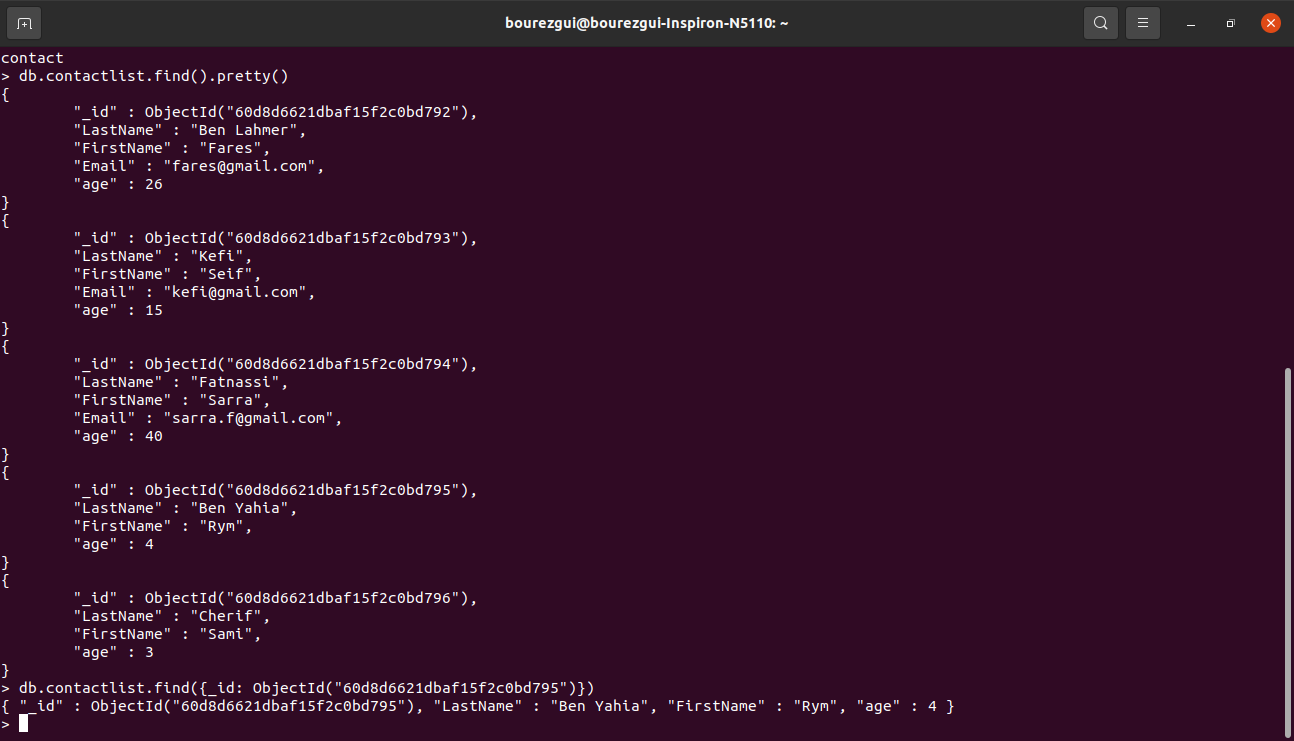 bourezgui@bourezgui-Inspiron-N5110: ~
contact
> db.contactlist.find().pretty()
{
        "_id" : ObjectId("60d8d6621dbaf15f2c0bd792"),
        "LastName" : "Ben Lahmer",
        "FirstName" : "Fares",
        "Email" : "fares@gmail.com",
        "age" : 26
}
{
        "_id" : ObjectId("60d8d6621dbaf15f2c0bd793"),
        "LastName" : "Kefi",
        "FirstName" : "Seif",
        "Email" : "kefi@gmail.com",
        "age" : 15
}
{
        "_id" : ObjectId("60d8d6621dbaf15f2c0bd794"),
        "LastName" : "Fatnassi",
        "FirstName" : "Sarra",
        "Email" : "sarra.f@gmail.com",
        "age" : 40
}
{
        "_id" : ObjectId("60d8d6621dbaf15f2c0bd795"),
        "LastName" : "Ben Yahia",
        "FirstName" : "Rym",
        "age" : 4
}
{
        "_id" : ObjectId("60d8d6621dbaf15f2c0bd796"),
        "LastName" : "Cherif",
        "FirstName" : "Sami",
        "age" : 3
}
> db.contactlist.find({_id: ObjectId("60d8d6621dbaf15f2c0bd795")})
{ "_id" : ObjectId("60d8d6621dbaf15f2c0bd795"), "LastName" : "Ben Yahia", "FirstName" : "Rym", "age" : 4 }
>